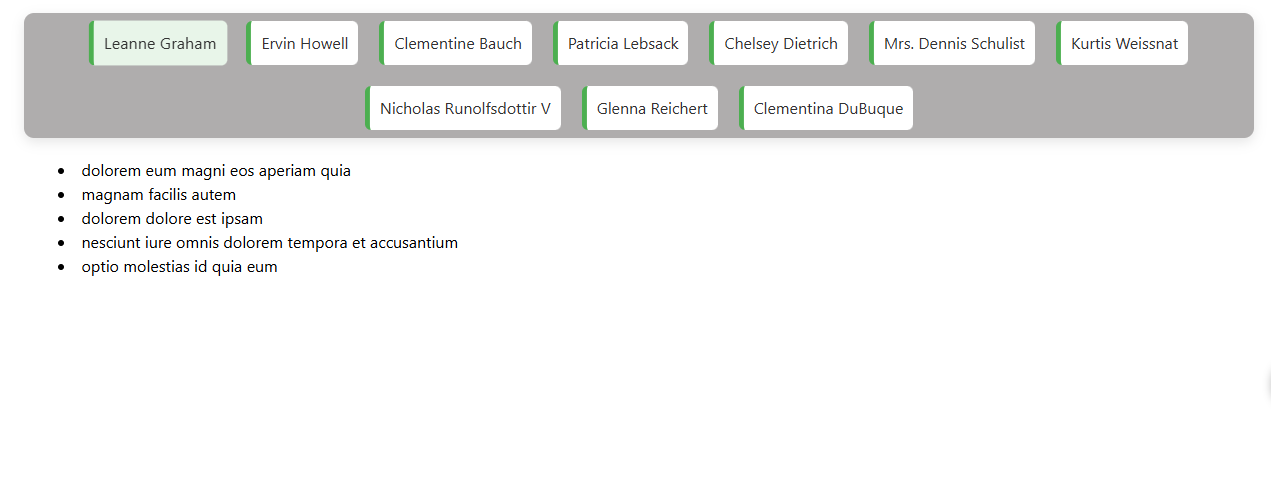 Leanne Graham Ervin Howell Clementine Bauch Patricia Lebsack Chelsey Dietrich Mrs. Dennis Schulist Kurtis Weissnat
Nicholas Runolfsdottir V Glenna Reichert Clementina DuBuque
dolorem eum magni eos aperiam quia
magnam facilis autem
dolorem dolore est ipsam
nesciunt iure omnis dolorem tempora et accusantium
optio molestias id quia eum